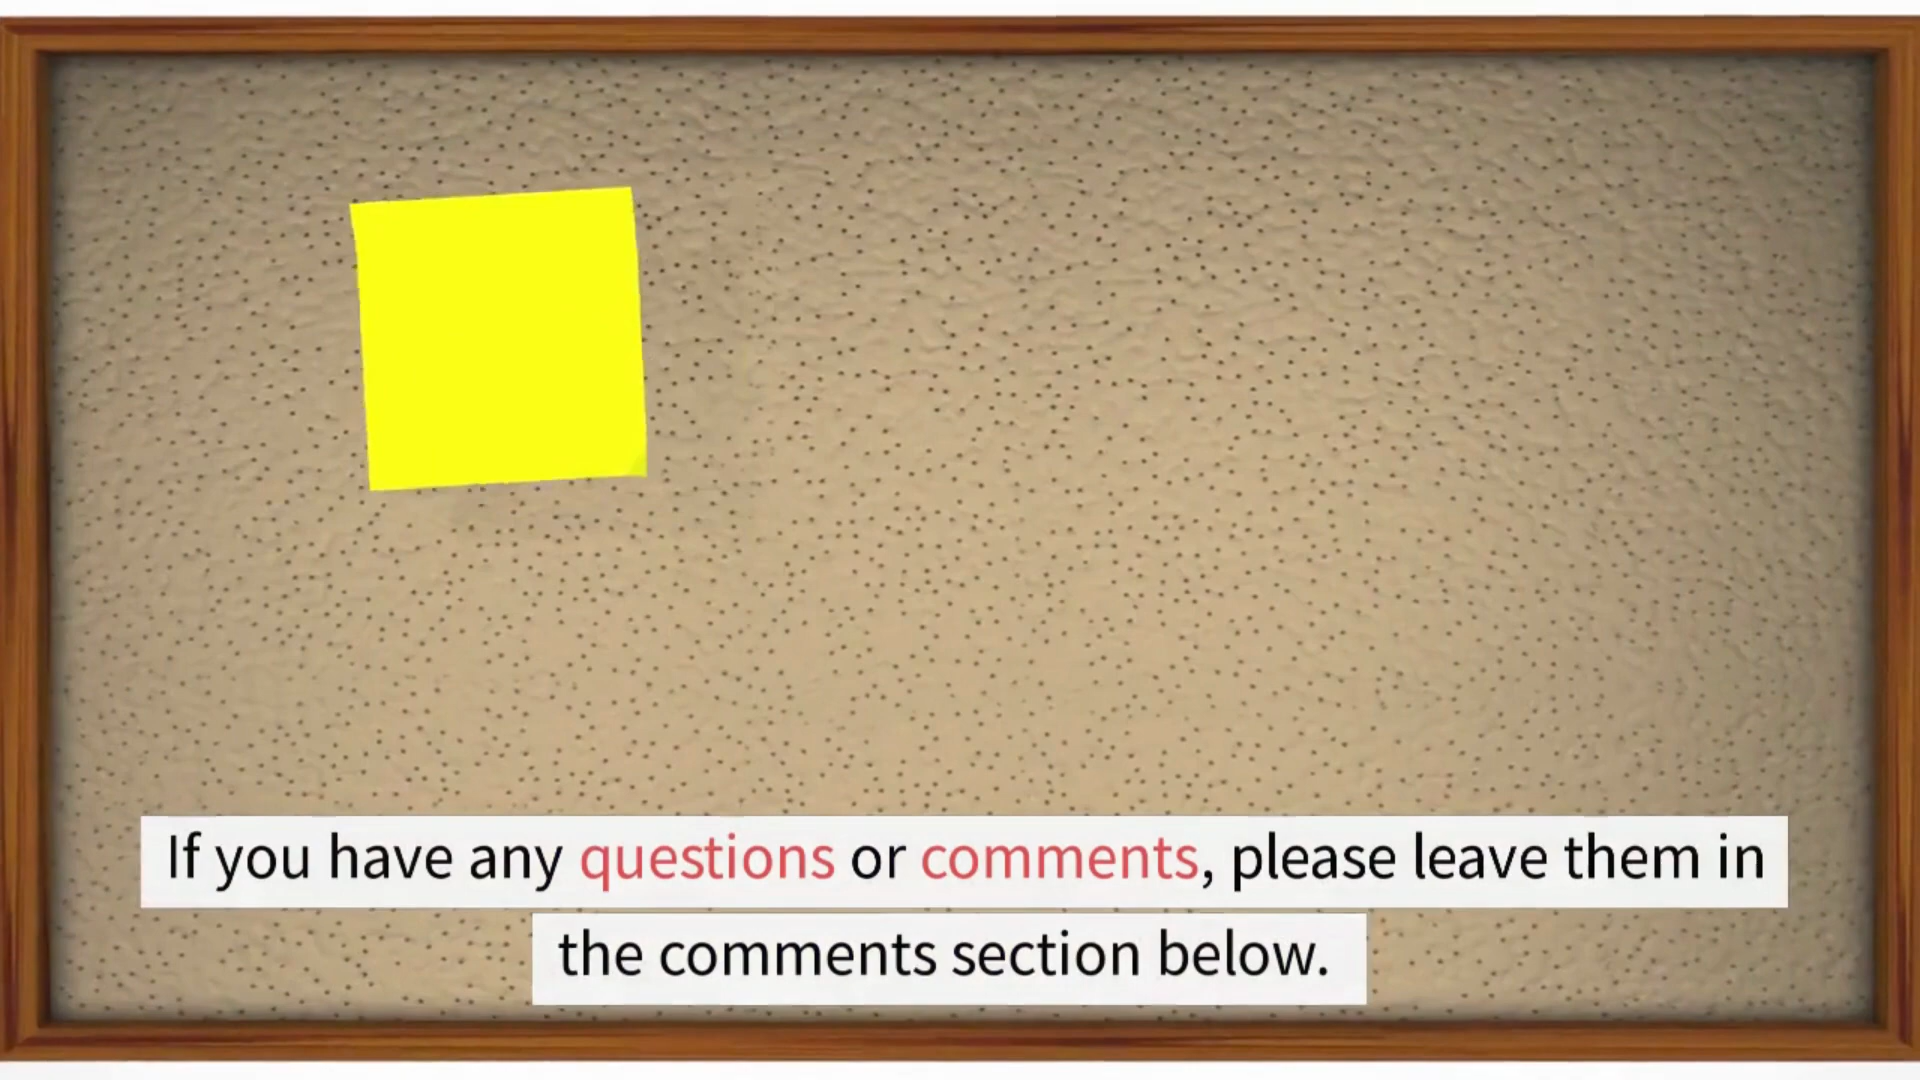 If you have any questions or comments, please leave them in
the comments section below.